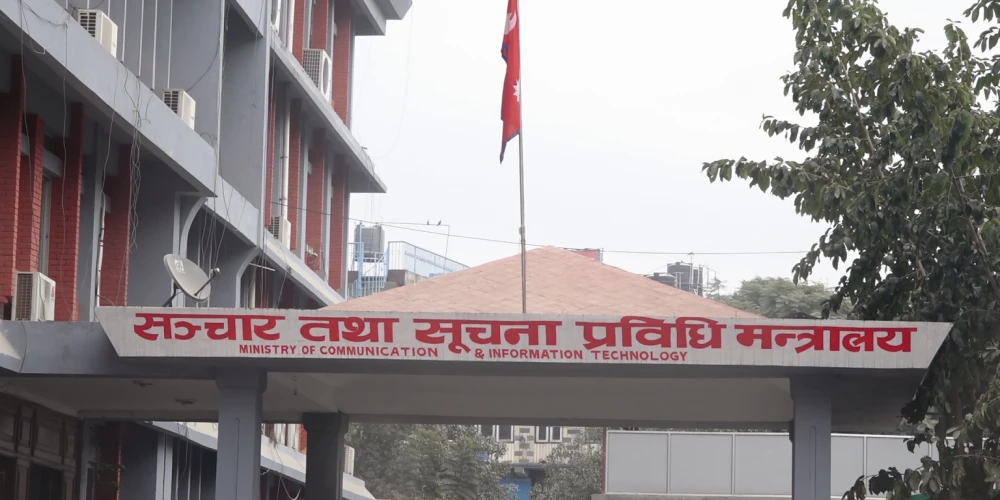 सञ्चार तथा सूचना प्रविधि मन्त्रालय
MINISTRY OF COMMUNICATION & INFORMATION TECHNOLOGY